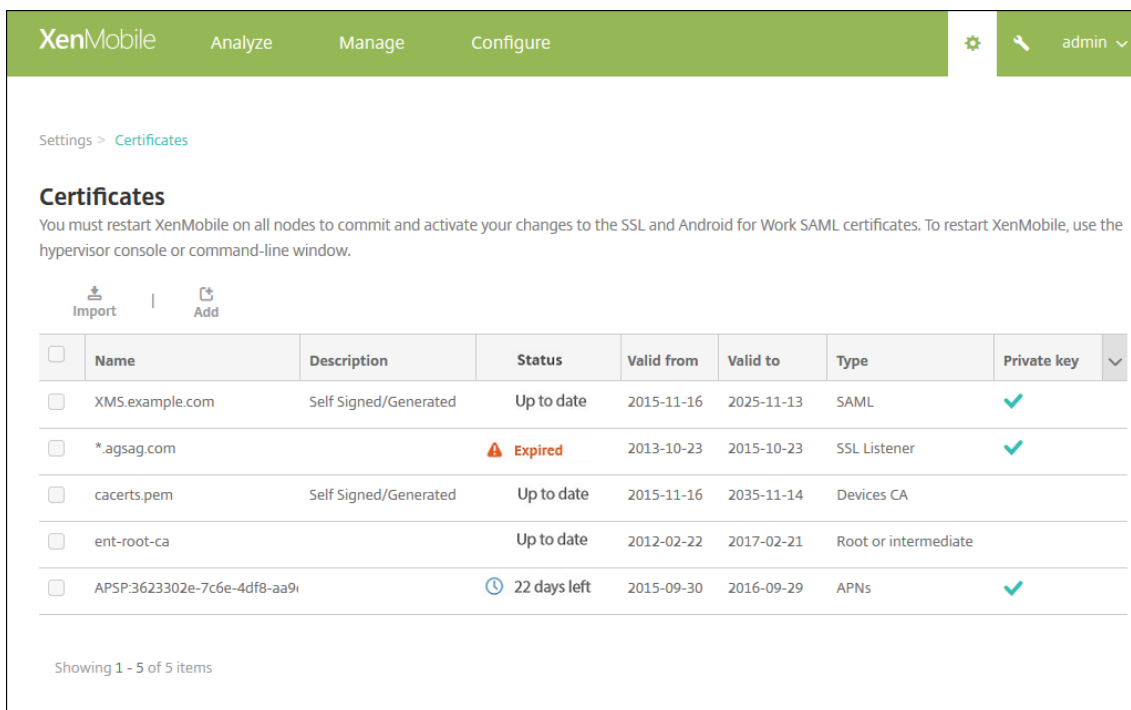 XenMobile Analyze Manage Configure admin
Settings > Certificates
Certificates
You must restart XenMobile on all nodes to commit and activate your changes to the SSL and Android for Work SAML certificates. To restart XenMobile, use the
hypervisor console or command-line window.
Import | Add
Name Description Status Valid from Valid to Type Private key
XMS.example.com Self Signed/Generated Up to date 2015-11-16 2025-11-13 SAML
*.agsag.com Expired 2013-10-23 2015-10-23 SSL Listener
cacerts.pem Self Signed/Generated Up to date 2015-11-16 2035-11-14 Devices CA
ent-root-ca Up to date 2012-02-22 2017-02-21 Root or intermediate
APSP:3623302e-7c6e-4df8-aa9 22 days left 2015-09-30 2016-09-29 APNs
Showing 1 - 5 of 5 items